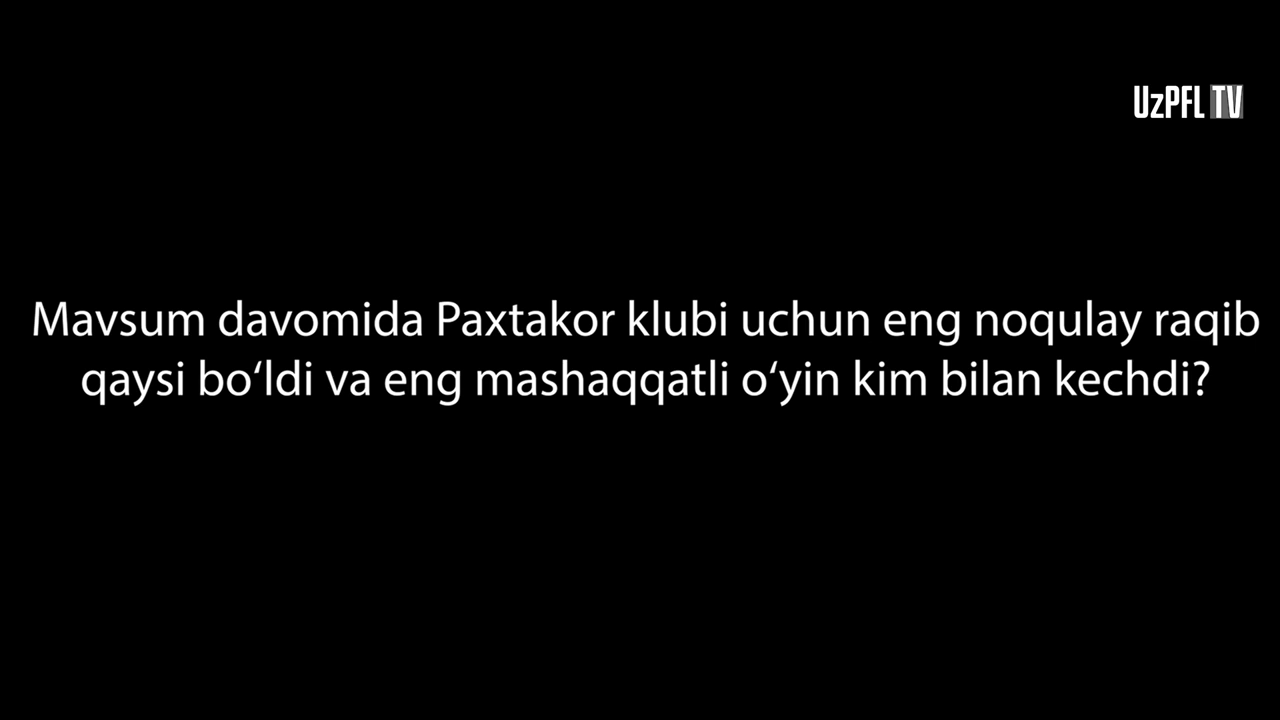 UzPFL TV
Mavsum davomida Paxtakor klubi uchun eng noqulay raqib
qaysi bo‘ldi va eng mashaqqatli o‘yin kim bilan kechdi?